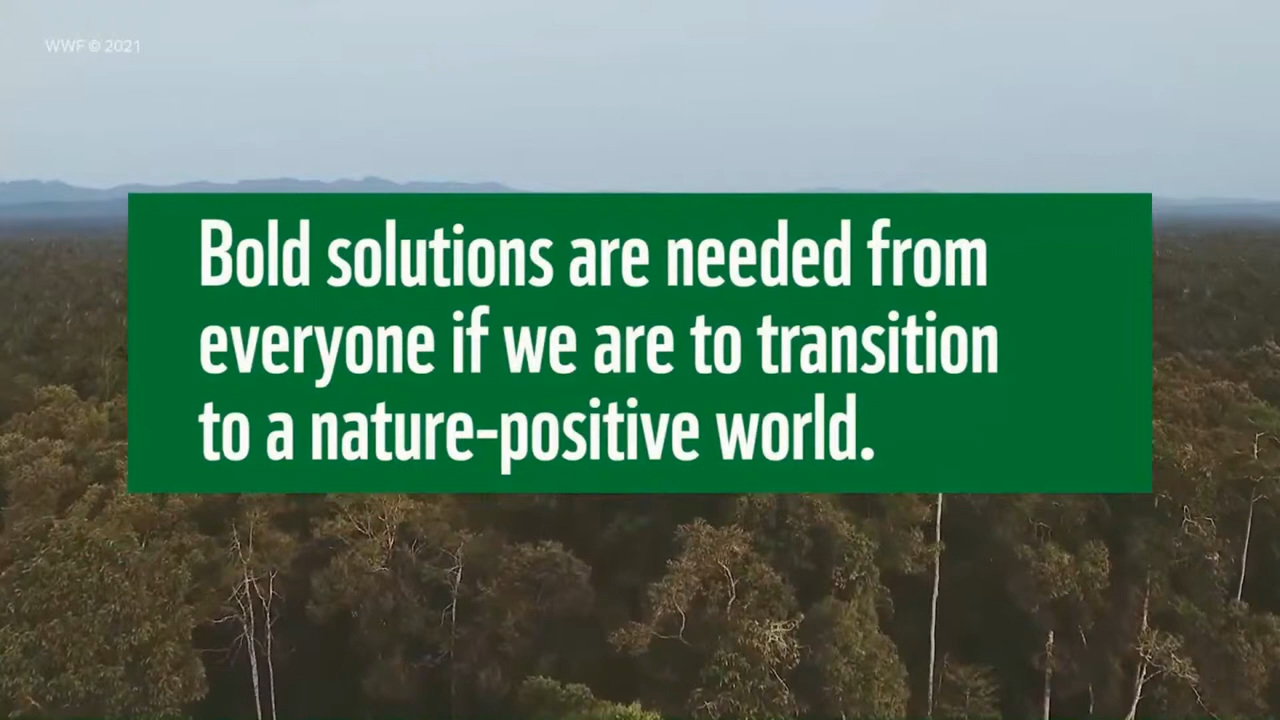 WWF © 2021
Bold solutions are needed from
everyone if we are to transition
to a nature-positive world.